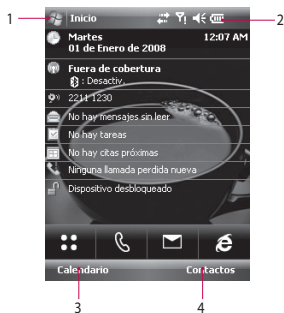 1
Inicio
2
Martes 12:07 AM
01 de Enero de 2008
Fuera de cobertura
: Desactiv.
2211 1230
No hay mensajes sin leer
No hay tareas
No hay citas próximas
Ninguna llamada perdida nueva
Dispositivo desbloqueado
Calendario Contactos
3 4